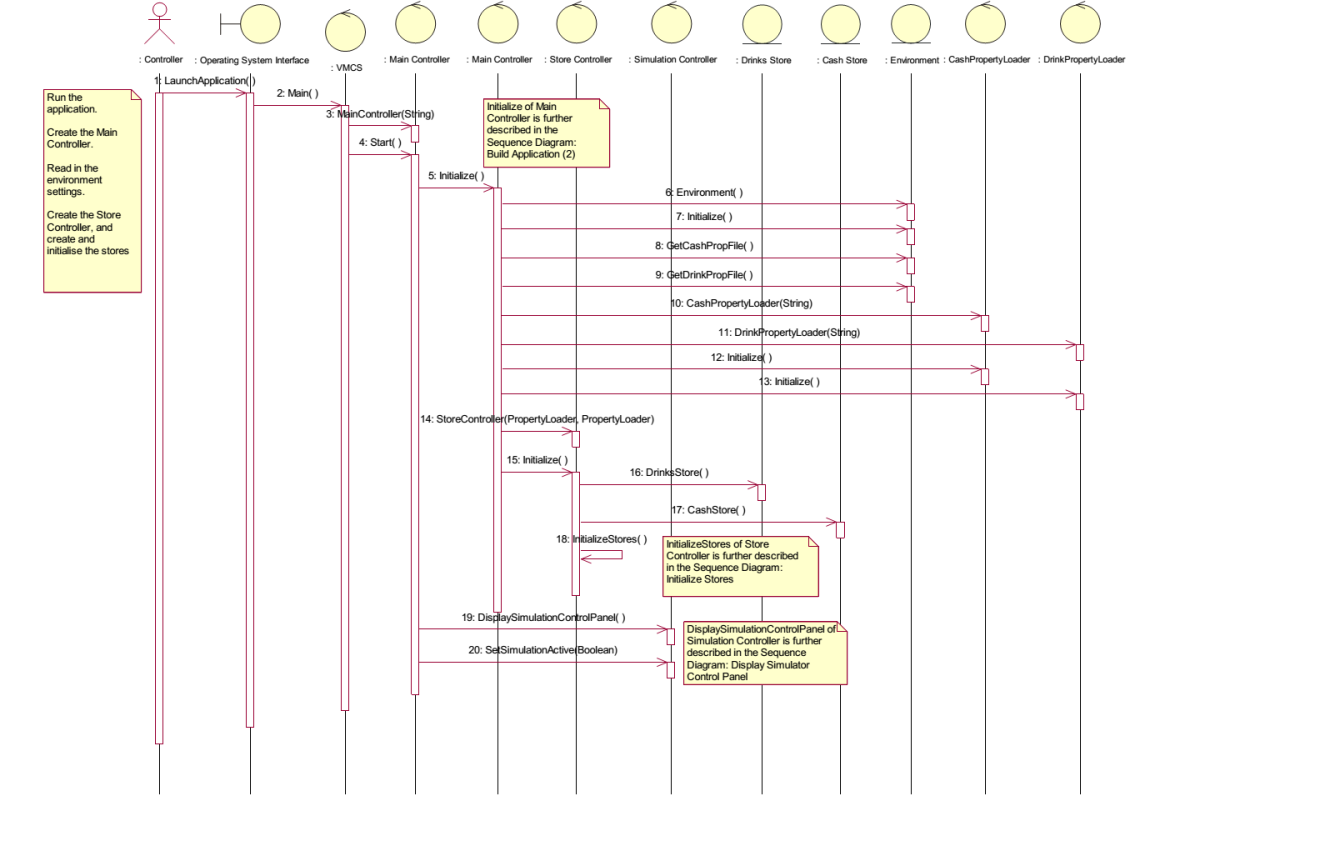 : Controller
: Operating System Interface
: VMCS
: Main Controller
: Main Controller
: Store Controller
: Simulation Controller
: Drinks Store
: Cash Store
: Environment
: CashPropertyLoader
: DrinkPropertyLoader
1: LaunchApplication( )
Run the
application.
Create the Main
Controller.
Read in the
environment
settings.
Create the Store
Controller, and
create and
initialise the stores
2: Main( )
3: MainController(String)
4: Start( )
Initialize of Main
Controller is further
described in the
Sequence Diagram:
Build Application (2)
5: Initialize( )
6: Environment( )
7: Initialize( )
8: GetCashPropFile( )
9: GetDrinkPropFile( )
10: CashPropertyLoader(String)
11: DrinkPropertyLoader(String)
12: Initialize( )
13: Initialize( )
14: StoreController(PropertyLoader, PropertyLoader)
15: Initialize( )
16: DrinksStore( )
17: CashStore( )
18: InitializeStores( )
InitializeStores of Store
Controller is further described
in the Sequence Diagram:
Initialize Stores
19: DisplaySimulationControlPanel( )
20: SetSimulationActive(Boolean)
DisplaySimulationControlPanel of
Simulation Controller is further
described in the Sequence
Diagram: Display Simulator
Control Panel